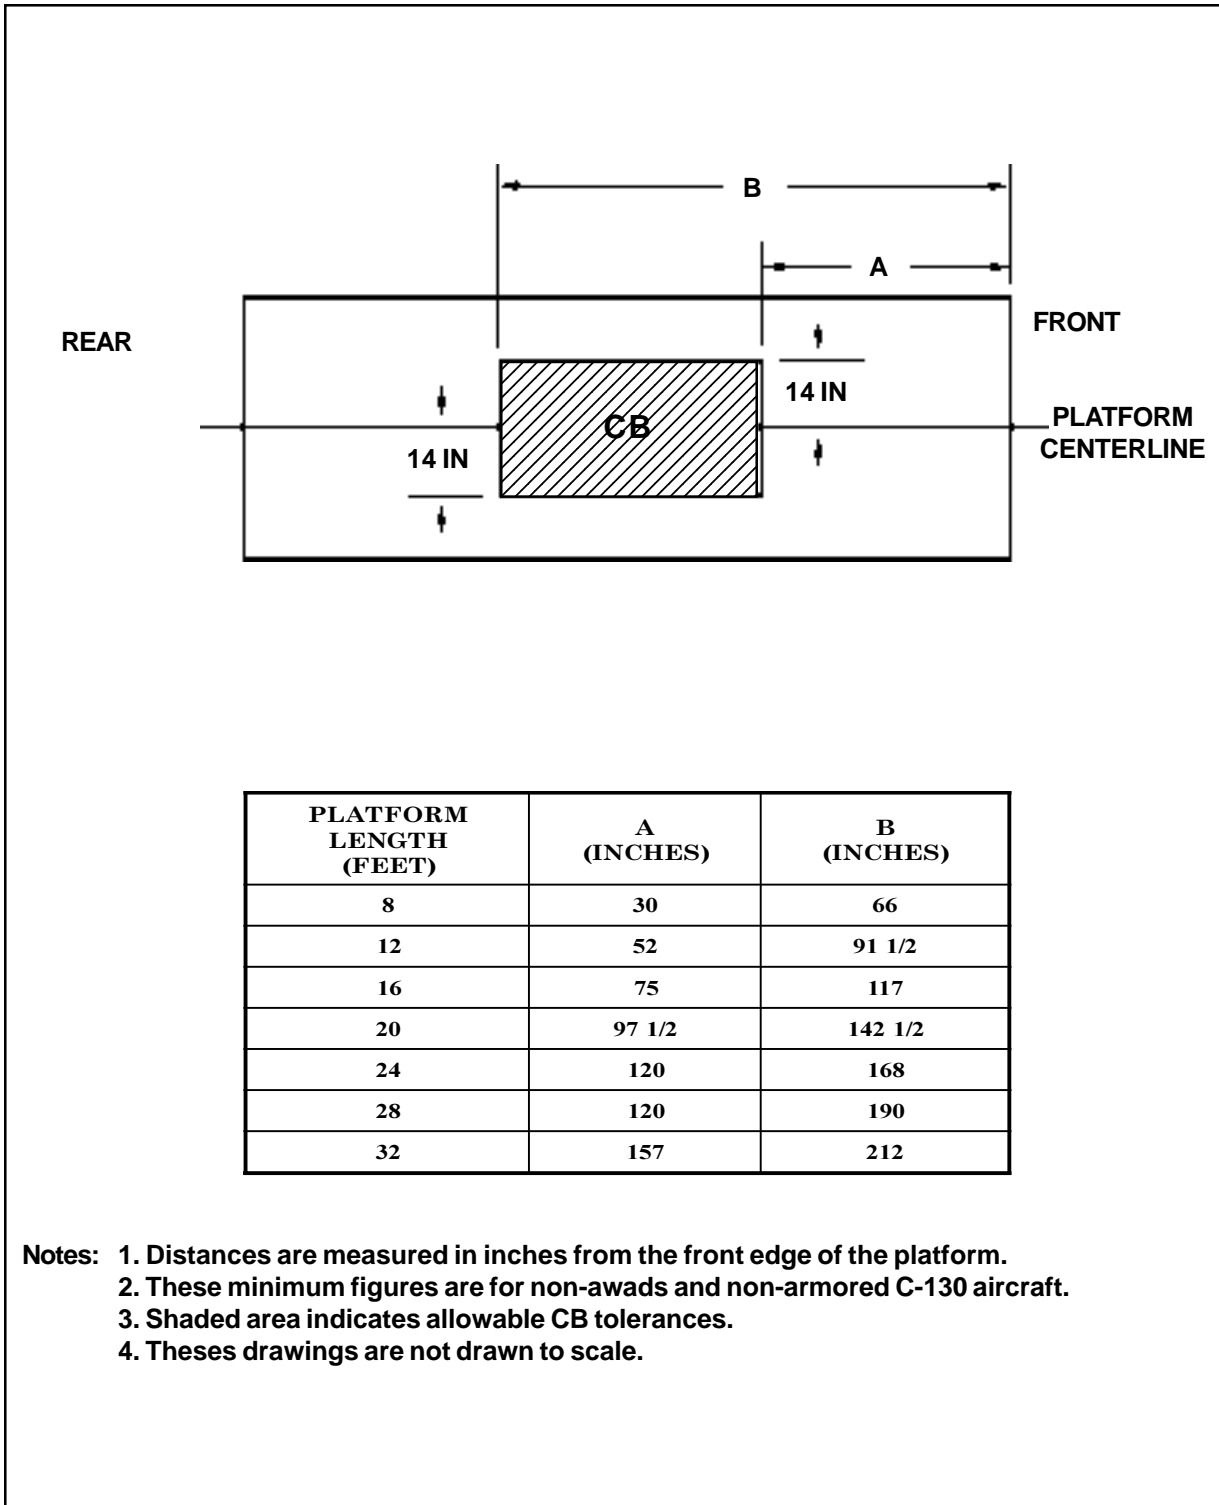 B
A
REAR
FRONT
14 IN
CB
PLATFORM
CENTERLINE
14 IN
PLATFORM
LENGTH
(FEET)
A
(INCHES)
B
(INCHES)
8 30 66
12 52 91 1/2
16 75 117
20 97 1/2 142 1/2
24 120 168
28 120 190
32 157 212
Notes: 1. Distances are measured in inches from the front edge of the platform.
2. These minimum figures are for non-awads and non-armored C-130 aircraft.
3. Shaded area indicates allowable CB tolerances.
4. Theses drawings are not drawn to scale.